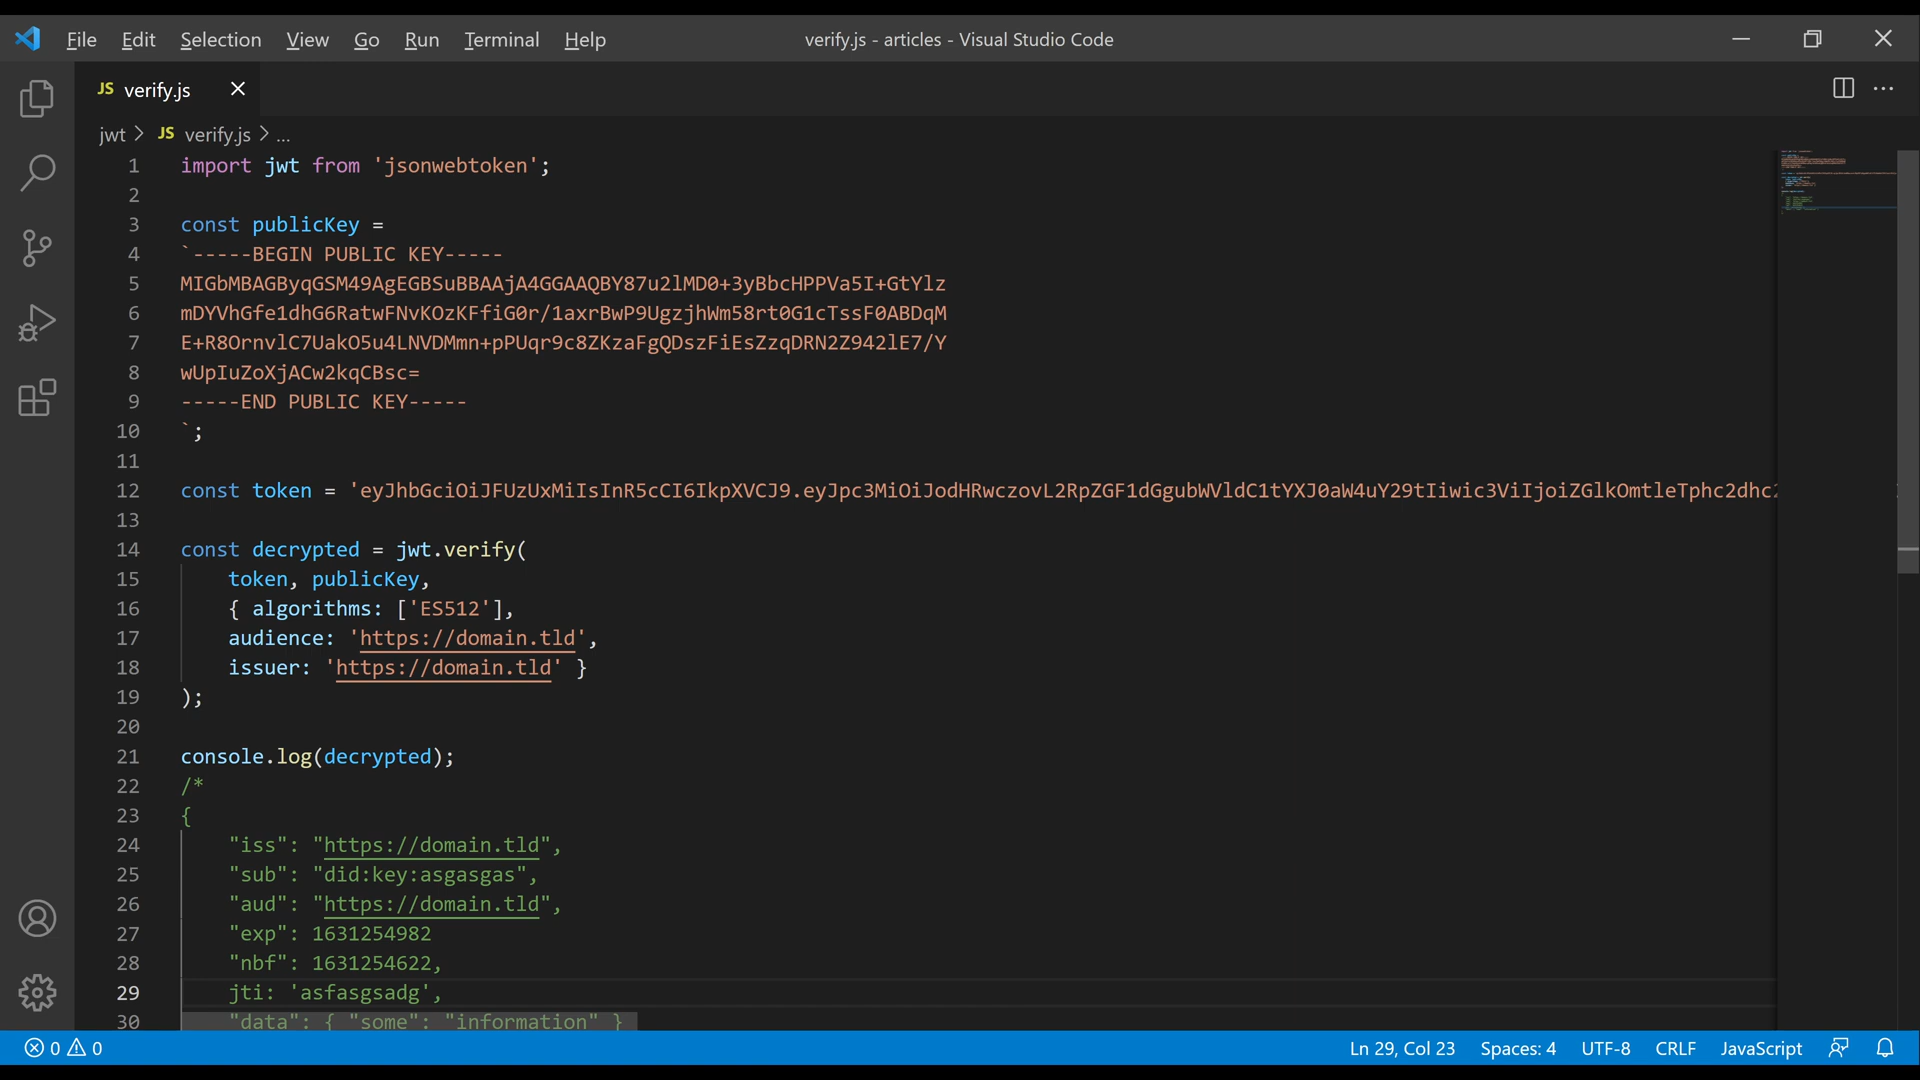 File Edit Selection View Go Run Terminal Help verify.js - articles - Visual Studio Code
JS verify.js
jwt > JS verify.js > ...
1 import jwt from 'jsonwebtoken';
2
3 const publicKey =
4 `-----BEGIN PUBLIC KEY-----
5 MIGbMBAGByqGSM49AgEGBSuBBAAjA4GGAAQBY87u2lMD0+3yBbcHPPVa5I+GtYlz
6 mDYVhGfe1dhG6RatwFNvKOzKFfiG0r/1axrBwP9UgzjhWm58rt0G1cTssF0ABDqM
7 E+R8OrnvlC7UakO5u4LNVDMmn+pPUqr9c8ZKzaFgQDszFiEsZzqDRN2Z942lE7/Y
8 wUpIuZoXjACw2kqCBsc=
9 -----END PUBLIC KEY-----
10 `;
11
12 const token = 'eyJhbGciOiJFUzUxMiIsInR5cCI6IkpXVCJ9.eyJpc3MiOiJodHRwczovL2RpZGF1dGgubWVldC1tYXJ0aW4uY29tIiwic3ViIjoiZGlkOmtleTphc2dhc2
13
14 const decrypted = jwt.verify(
15 token, publicKey,
16 { algorithms: ['ES512'],
17 audience: 'https://domain.tld',
18 issuer: 'https://domain.tld' }
19 );
20
21 console.log(decrypted);
22 /*
23 {
24 "iss": "https://domain.tld",
25 "sub": "did:key:asgasgas",
26 "aud": "https://domain.tld",
27 "exp": 1631254982
28 "nbf": 1631254622,
29 jti: 'asfasgsadg',
30 "data": { "some": "information" }
0 0 Ln 29, Col 23 Spaces: 4 UTF-8 CRLF JavaScript